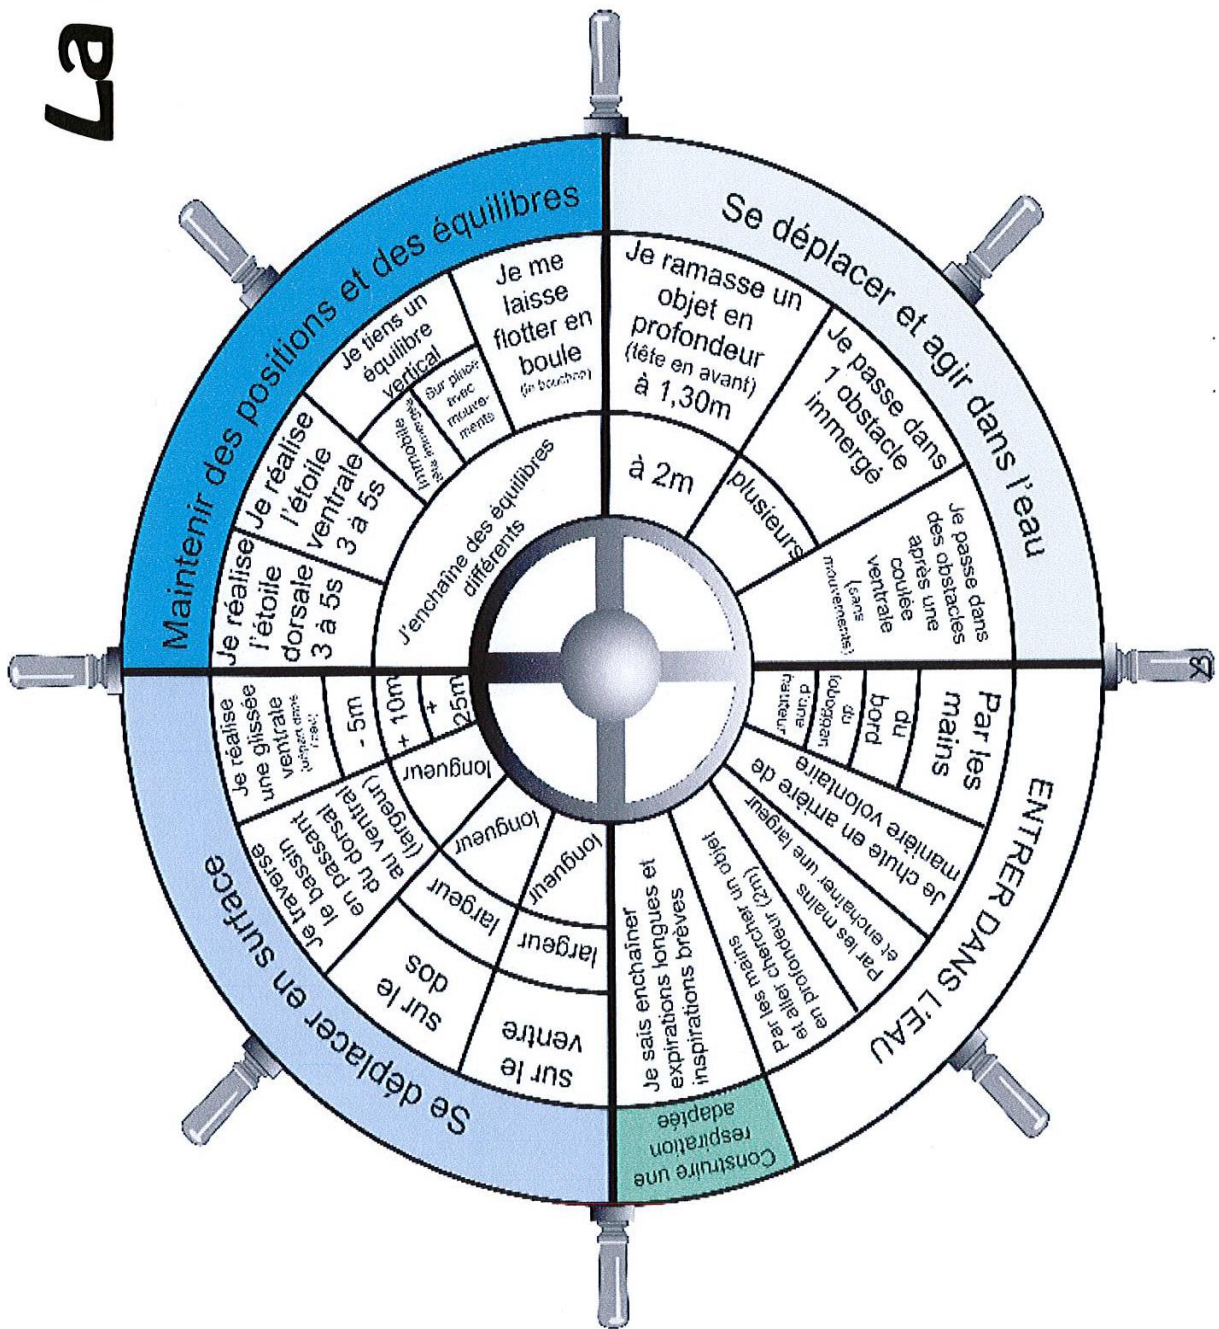 La
Maintenir des positions et des équilibres
Je réalise
l'étoile
dorsale
3 à 5s
Je réalise
l'étoile
ventrale
3 à 5s
Je tiens un
équilibre
vertical
Immobile
tête immergée
Sur place
avec
mouve-
ments
Je me
laisse
flotter en
boule
(le bouchon)
J'enchaîne des équilibres
différents
Se déplacer et agir dans l'eau
Je ramasse un
objet en
profondeur
(tête en avant)
à 1,30m
à 2m
Je passe dans
1 obstacle
immergé
plusieurs
Je passe dans
des obstacles
après une
coulée
ventrale
(sans
mouvements)
ENTRER DANS L'EAU
Par les
mains
du
bord
du
toboggan
d'une
hauteur
Je chute en arrière de
manière volontaire
Par les mains
et enchaîner une largeur
Par les mains
et aller chercher un objet
en profondeur (2m)
Construire une
respiration
adaptée
Je sais enchaîner
expirations longues et
inspirations brèves
Se déplacer en surface
sur le
ventre
largeur
longueur
sur le
dos
largeur
longueur
Je traverse
le bassin
en passant
du dorsal
au ventral
(largeur)
longueur
Je réalise
une glissée
ventrale
- 5m
+ 10m
+
25m